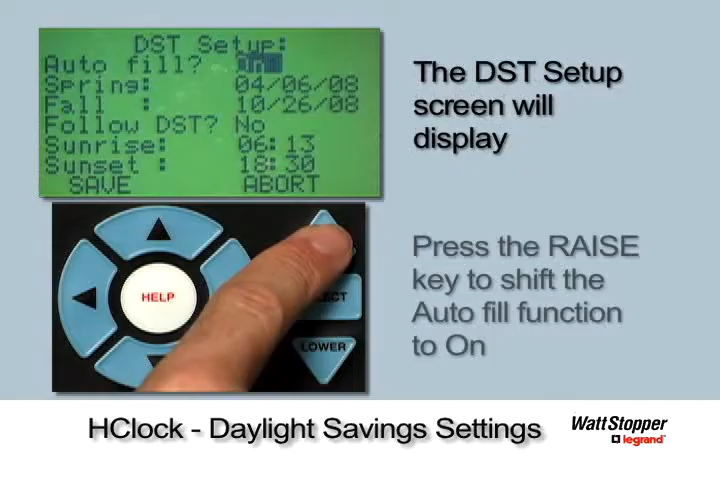 DST Setup:
Auto fill?
Spring: 04/06/08
Fall : 10/26/08
Follow DST? No
Sunrise: 06:13
Sunset : 18:30
SAVE ABORT
The DST Setup
screen will
display
HELP
LOWER
Press the RAISE
key to shift the
Auto fill function
to On
HClock - Daylight Savings Settings
WattStopper
legrand